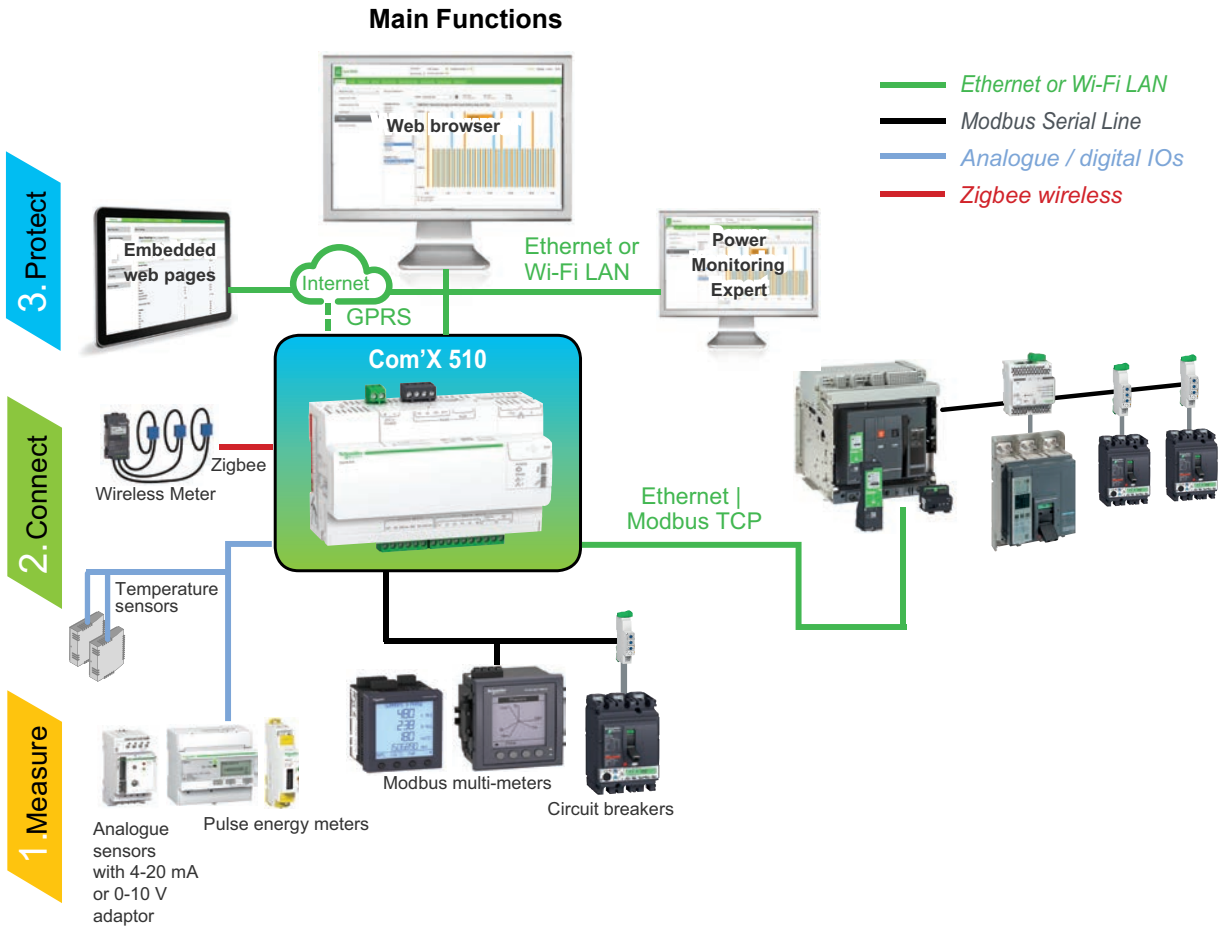 Main Functions
Ethernet or Wi-Fi LAN
Modbus Serial Line
Analogue / digital IOs
Zigbee wireless
3. Protect
Web browser
Embedded
web pages
Internet
GPRS
Ethernet or
Wi-Fi LAN
Power
Monitoring
Expert
2. Connect
Com'X 510
Zigbee
Wireless Meter
Ethernet |
Modbus TCP
Temperature
sensors
1. Measure
Modbus multi-meters
Circuit breakers
Pulse energy meters
Analogue
sensors
with 4-20 mA
or 0-10 V
adaptor